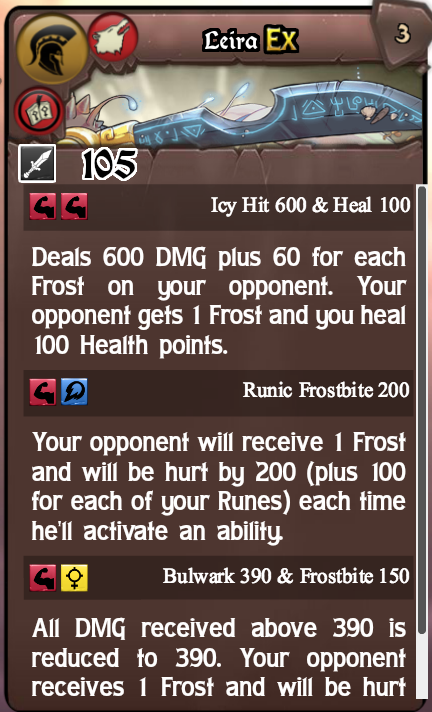 Leira EX
3
105
Icy Hit 600 & Heal 100
Deals 600 DMG plus 60 for each
Frost on your opponent. Your
opponent gets 1 Frost and you heal
100 Health points.
Runic Frostbite 200
Your opponent will receive 1 Frost
and will be hurt by 200 (plus 100
for each of your Runes) each time
he'll activate an ability.
Bulwark 390 & Frostbite 150
All DMG received above 390 is
reduced to 390. Your opponent
receives 1 Frost and will be hurt